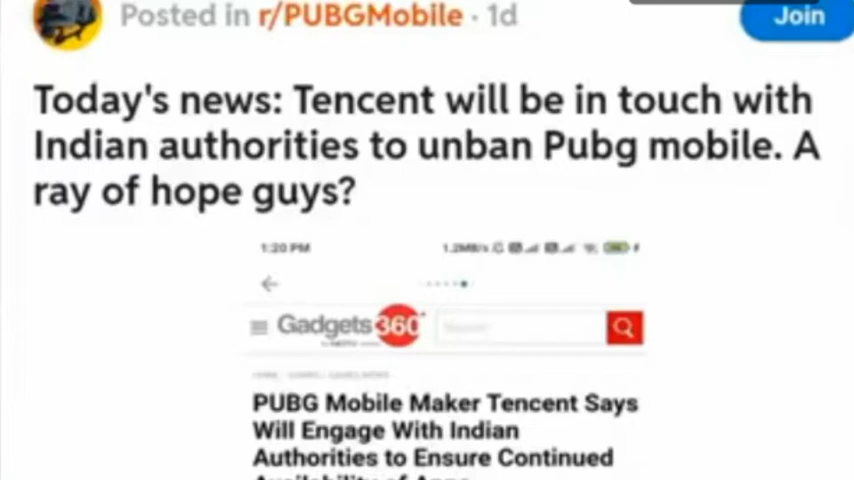 Posted in r/PUBGMobile · 1d
Join
Today's news: Tencent will be in touch with
Indian authorities to unban Pubg mobile. A
ray of hope guys?
1:20 PM
1.2MB/s
Gadgets 360
PUBG Mobile Maker Tencent Says
Will Engage With Indian
Authorities to Ensure Continued